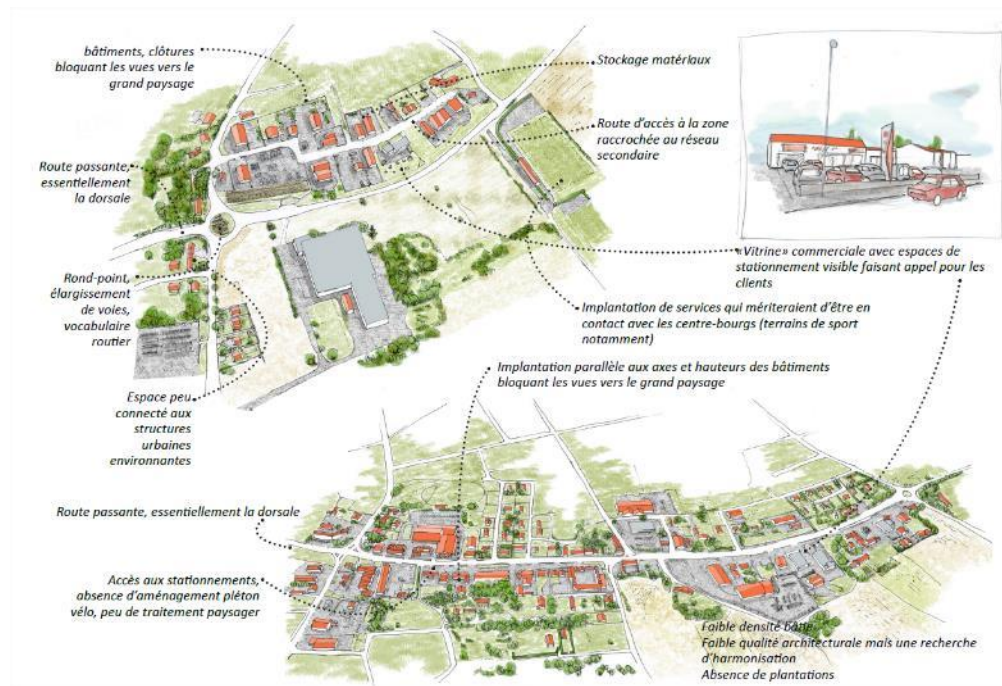 bâtiments, clôtures
bloquant les vues vers le
grand paysage
Stockage matériaux
Route d'accès à la zone
raccrochée au réseau
secondaire
Route passante,
essentiellement
la dorsale
«Vitrine» commerciale avec espaces de
stationnement visible faisant appel pour les
clients
Rond-point,
élargissement
de voies,
vocabulaire
routier
Implantation de services qui mériteraient d'être en
contact avec les centre-bourgs (terrains de sport
notamment)
Implantation parallèle aux axes et hauteurs des bâtiments
bloquant les vues vers le grand paysage
Espace peu
connecté aux
structures
urbaines
environnantes
Route passante, essentiellement la dorsale
Accès aux stationnements,
absence d'aménagement piéton
vélo, peu de traitement paysager
Faible densité bâtie
Faible qualité architecturale mais une recherche
d'harmonisation
Absence de plantations